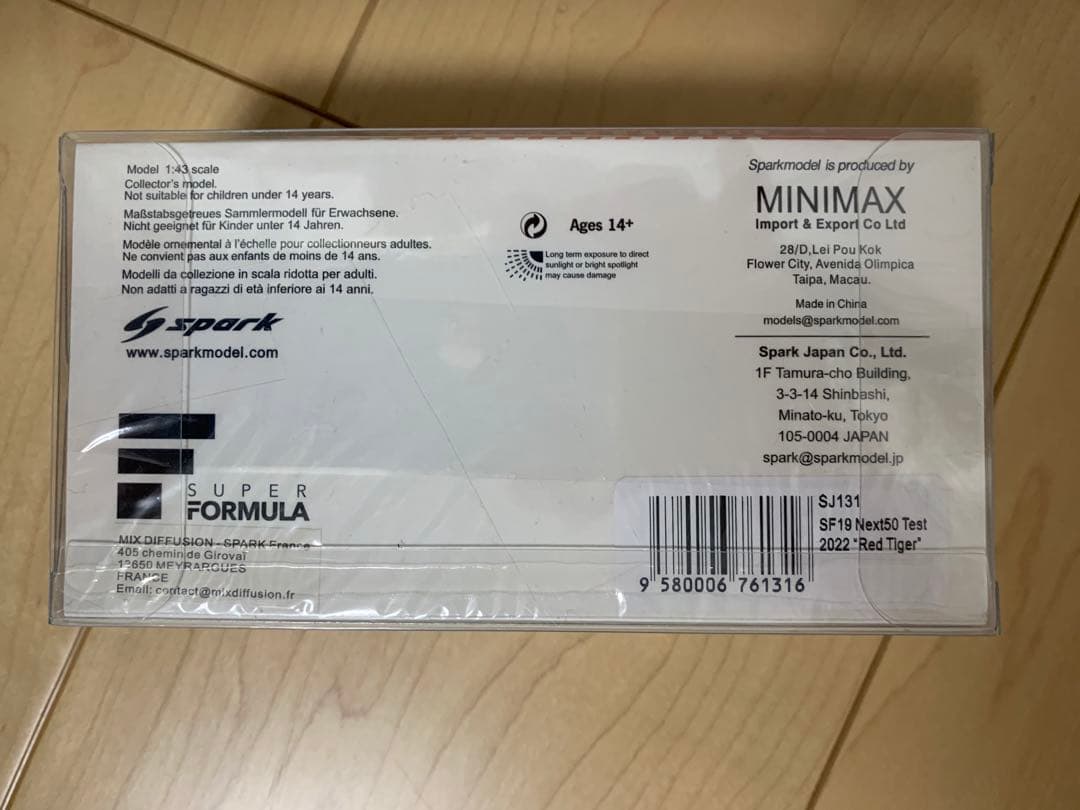 Model 1:43 scale
Collector's model.
Not suitable for children under 14 years.
Maßstabsgetreues Sammlermodell für Erwachsene.
Nicht geeignet für Kinder unter 14 Jahren.
Modèle ornemental à l'échelle pour collectionneurs adultes.
Ne convient pas aux enfants de moins de 14 ans.
Modelli da collezione in scala ridotta per adulti.
Non adatti a ragazzi di età inferiore ai 14 anni.
spark
www.sparkmodel.com
SUPER
FORMULA
MIX DIFFUSION - SPARK France
405 chemin de Girovaï
13650 MEYRARGUES
FRANCE
Email: contact@mixdiffusion.fr
Ages 14+
Long term exposure to direct
sunlight or bright spotlight
may cause damage
Sparkmodel is produced by
MINIMAX
Import & Export Co Ltd
28/D,Lei Pou Kok
Flower City, Avenida Olimpica
Taipa, Macau.
Made in China
models@sparkmodel.com
Spark Japan Co., Ltd.
1F Tamura-cho Building,
3-3-14 Shinbashi,
Minato-ku, Tokyo
105-0004 JAPAN
spark@sparkmodel.jp
SJ131
SF19 Next50 Test
2022 "Red Tiger"
9 580006 761316